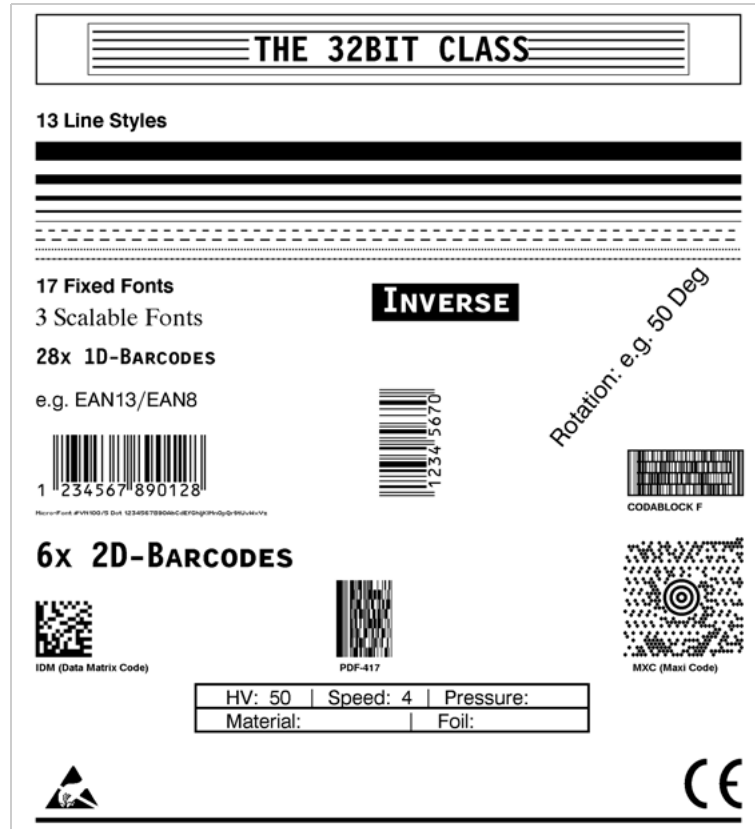 THE 32BIT CLASS
13 Line Styles
17 Fixed Fonts
3 Scalable Fonts
INVERSE
Rotation: e.g. 50 Deg
28x 1D-BARCODES
e.g. EAN13/EAN8
1 234567 890128
1234 5670
CODABLOCK F
6x 2D-BARCODES
IDM (Data Matrix Code)
PDF-417
MXC (Maxi Code)
HV: 50 | Speed: 4 | Pressure:
Material: | Foil:
CE